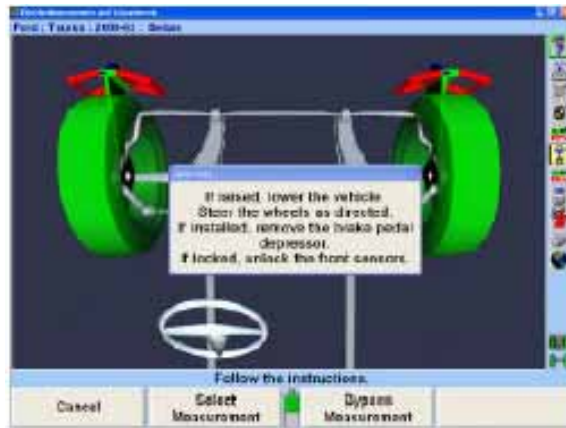 Ford : Taurus : 2000-03 : Sedan
If raised, lower the vehicle
Steer the wheels as directed.
If installed, remove the brake pedal
depressor.
If locked, unlock the front sensors.
Follow the instructions.
Cancel
Select
Measurement
Bypass
Measurement